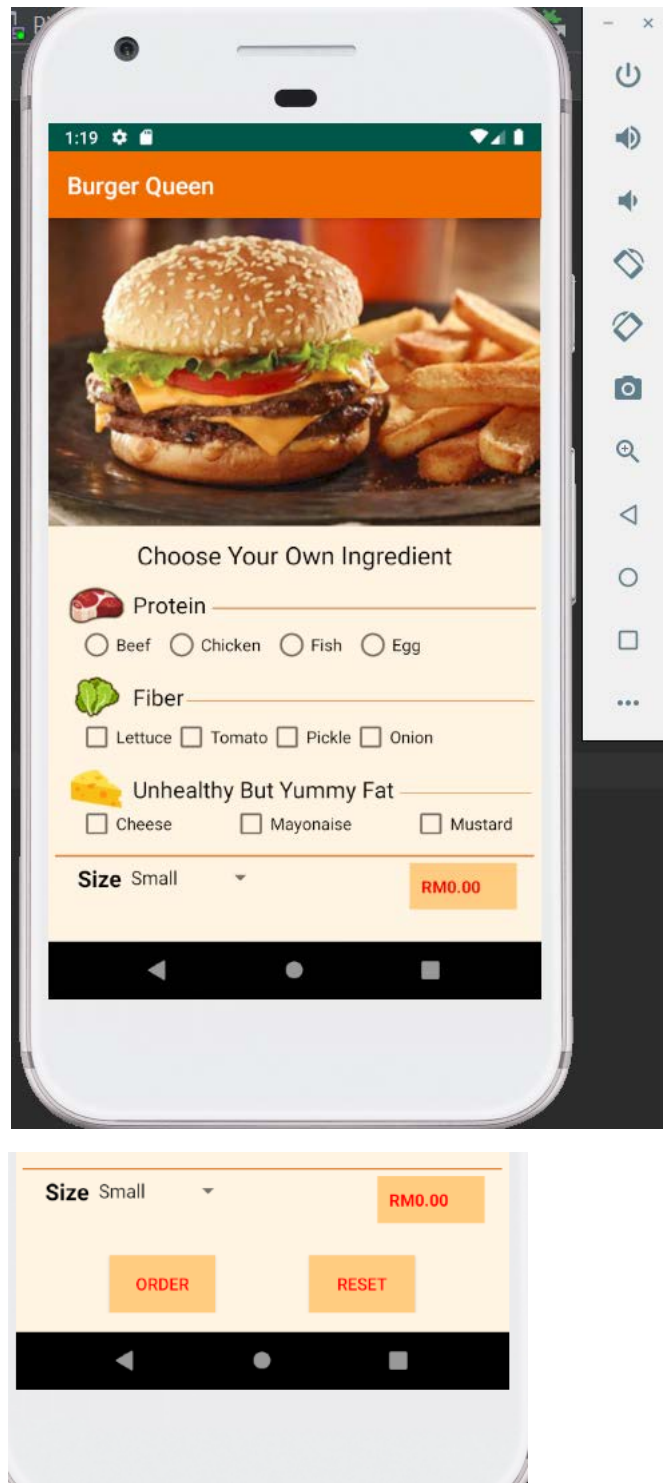 1:19
Burger Queen
Choose Your Own Ingredient
Protein
Beef Chicken Fish Egg
Fiber
Lettuce Tomato Pickle Onion
Unhealthy But Yummy Fat
Cheese Mayonaise Mustard
Size Small RM0.00
Size Small RM0.00
ORDER RESET